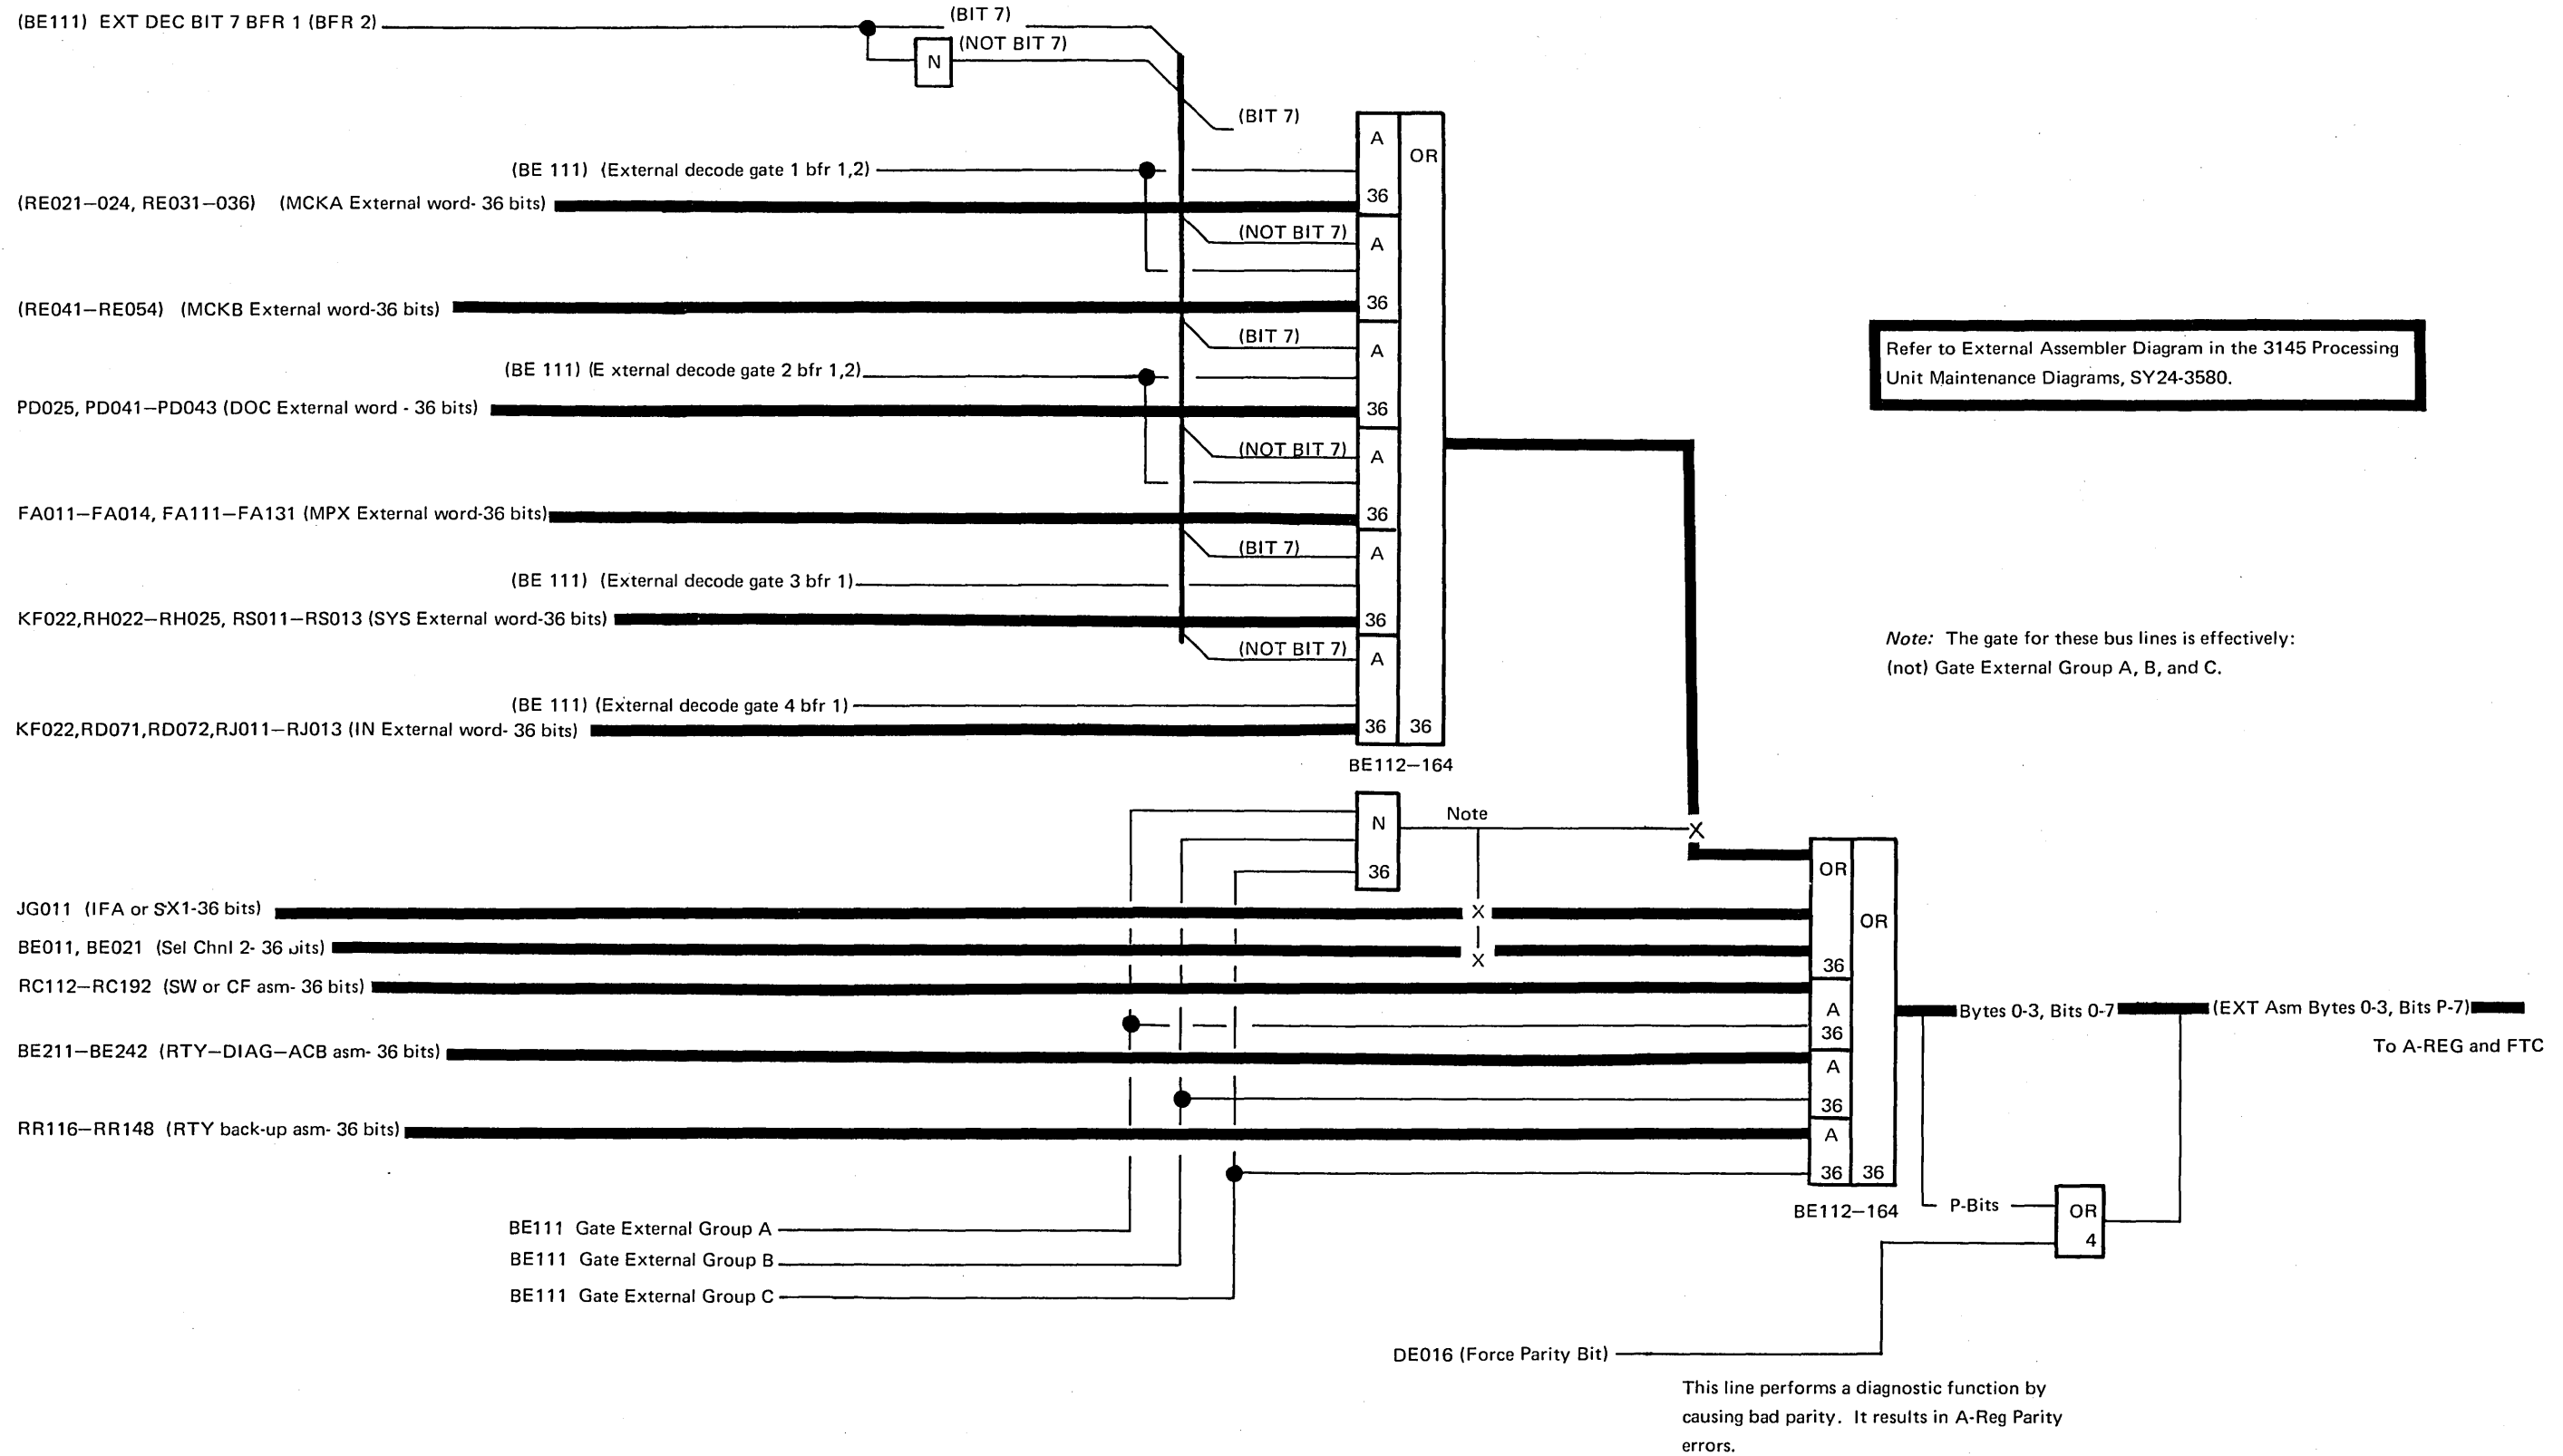 (BE111) EXT DEC BIT 7 BFR 1 (BFR 2)
(BIT 7)
(NOT BIT 7)
N
(BIT 7)
A
OR
(BE 111) (External decode gate 1 bfr 1,2)
36
(RE021—024, RE031—036) (MCKA External word- 36 bits)
(NOT BIT 7)
A
36
(RE041—RE054) (MCKB External word-36 bits)
(BIT 7)
A
(BE 111) (E xternal decode gate 2 bfr 1,2)
36
PD025, PD041—PD043 (DOC External word - 36 bits)
(NOT BIT 7)
A
36
FA011—FA014, FA111—FA131 (MPX External word-36 bits)
(BIT 7)
A
(BE 111) (External decode gate 3 bfr 1)
36
KF022,RH022—RH025, RS011—RS013 (SYS External word-36 bits)
(NOT BIT 7)
A
(BE 111) (External decode gate 4 bfr 1)
36
36
KF022,RD071,RD072,RJ011—RJ013 (IN External word- 36 bits)
BE112—164
Refer to External Assembler Diagram in the 3145 Processing
Unit Maintenance Diagrams, SY24-3580.
Note: The gate for these bus lines is effectively:
(not) Gate External Group A, B, and C.
N
36
Note
X
OR
OR
36
JG011 (IFA or SX1-36 bits)
X
BE011, BE021 (Sel Chnl 2- 36 bits)
X
RC112—RC192 (SW or CF asm- 36 bits)
A
36
Bytes 0-3, Bits 0-7
(EXT Asm Bytes 0-3, Bits P-7)
To A-REG and FTC
BE211—BE242 (RTY—DIAG—ACB asm- 36 bits)
A
36
RR116—RR148 (RTY back-up asm- 36 bits)
A
36
36
BE112—164
P-Bits
OR
4
BE111 Gate External Group A
BE111 Gate External Group B
BE111 Gate External Group C
DE016 (Force Parity Bit)
This line performs a diagnostic function by
causing bad parity. It results in A-Reg Parity
errors.